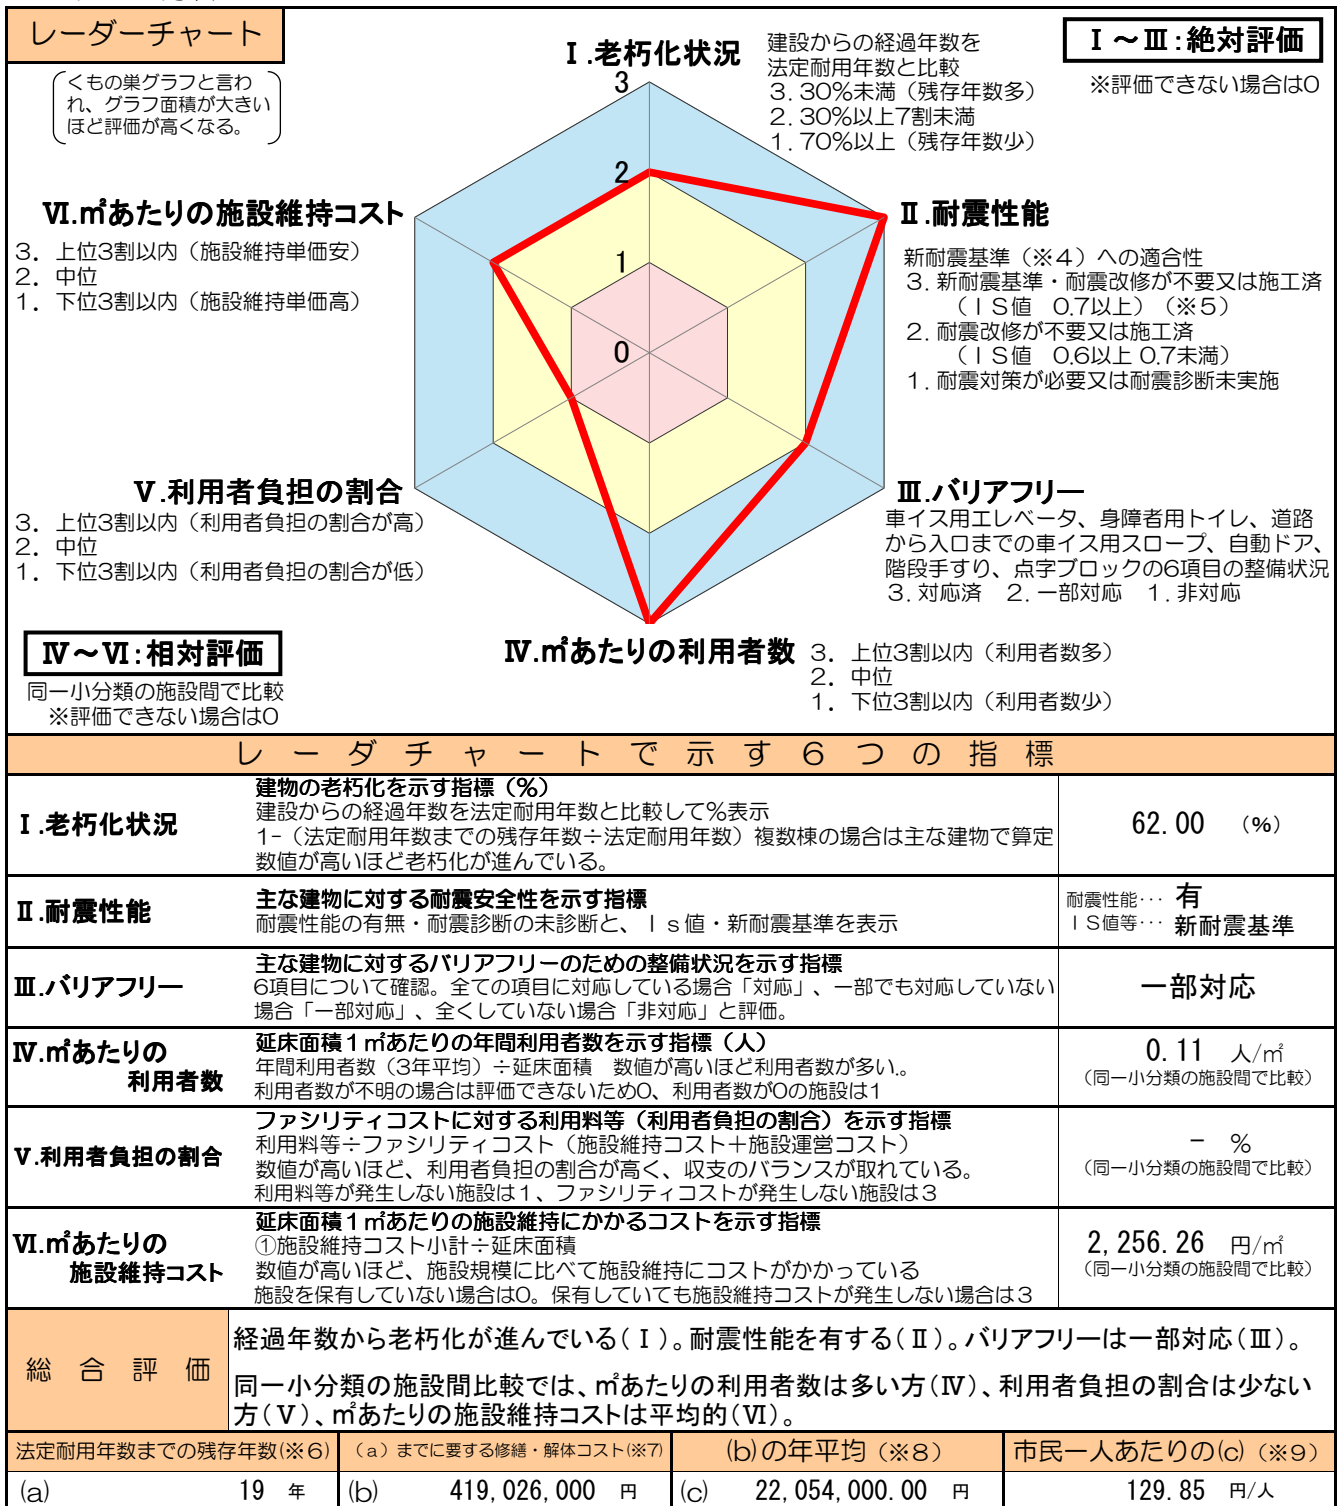 レーダーチャート
くもの巣グラフと言わ
れ、グラフ面積が大きい
ほど評価が高くなる。
Ⅰ.老朽化状況
建設からの経過年数を
法定耐用年数と比較
3. 30%未満（残存年数多）
2. 30%以上7割未満
1. 70%以上（残存年数少）
Ⅰ～Ⅲ:絶対評価
※評価できない場合は0
3
2
1
0
Ⅵ.㎡あたりの施設維持コスト
3. 上位3割以内（施設維持単価安）
2. 中位
1. 下位3割以内（施設維持単価高）
Ⅱ.耐震性能
新耐震基準（※4）への適合性
3. 新耐震基準・耐震改修が不要又は施工済
（ＩＳ値 0.7以上）（※5）
2. 耐震改修が不要又は施工済
（ＩＳ値 0.6以上 0.7未満）
1. 耐震対策が必要又は耐震診断未実施
Ⅴ.利用者負担の割合
3. 上位3割以内（利用者負担の割合が高）
2. 中位
1. 下位3割以内（利用者負担の割合が低）
Ⅲ.バリアフリー
車イス用エレベータ、身障者用トイレ、道路
から入口までの車イス用スロープ、自動ドア、
階段手すり、点字ブロックの6項目の整備状況
3. 対応済 2. 一部対応 1. 非対応
Ⅳ～Ⅵ:相対評価
同一小分類の施設間で比較
※評価できない場合は0
Ⅳ.㎡あたりの利用者数
3. 上位3割以内（利用者数多）
2. 中位
1. 下位3割以内（利用者数少）
レーダチャートで示す6つの指標
Ⅰ.老朽化状況
建物の老朽化を示す指標（%）
建設からの経過年数を法定耐用年数と比較して%表示
1-（法定耐用年数までの残存年数÷法定耐用年数）複数棟の場合は主な建物で算定
数値が高いほど老朽化が進んでいる。
62.00 （%）
Ⅱ.耐震性能
主な建物に対する耐震安全性を示す指標
耐震性能の有無・耐震診断の未診断と、Ｉｓ値・新耐震基準を表示
耐震性能… 有
ＩＳ値等… 新耐震基準
Ⅲ.バリアフリー
主な建物に対するバリアフリーのための整備状況を示す指標
6項目について確認。全ての項目に対応している場合「対応」、一部でも対応していない
場合「一部対応」、全くしていない場合「非対応」と評価。
一部対応
Ⅳ.㎡あたりの
利用者数
延床面積１㎡あたりの年間利用者数を示す指標（人）
年間利用者数（3年平均）÷延床面積 数値が高いほど利用者数が多い。
利用者数が不明の場合は評価できないため0、利用者数が0の施設は1
0.11 人/㎡
（同一小分類の施設間で比較）
Ⅴ.利用者負担の割合
ファシリティコストに対する利用料等（利用者負担の割合）を示す指標
利用料等÷ファシリティコスト（施設維持コスト＋施設運営コスト）
数値が高いほど、利用者負担の割合が高く、収支のバランスが取れている。
利用料等が発生しない施設は１、ファシリティコストが発生しない施設は３
- %
（同一小分類の施設間で比較）
Ⅵ.㎡あたりの
施設維持コスト
延床面積１㎡あたりの施設維持にかかるコストを示す指標
①施設維持コスト小計÷延床面積
数値が高いほど、施設規模に比べて施設維持にコストがかかっている
施設を保有していない場合は0。保有していても施設維持コストが発生しない場合は３
2,256.26 円/㎡
（同一小分類の施設間で比較）
総合評価
経過年数から老朽化が進んでいる(Ⅰ)。耐震性能を有する(Ⅱ)。バリアフリーは一部対応(Ⅲ)。
同一小分類の施設間比較では、㎡あたりの利用者数は多い方(Ⅳ)、利用者負担の割合は少ない
方(Ⅴ)、㎡あたりの施設維持コストは平均的(Ⅵ)。
法定耐用年数までの残存年数(※6)
（a）までに要する修繕・解体コスト(※7)
(b)の年平均（※8）
市民一人あたりの(c)（※9）
(a) 19 年
(b) 419,026,000 円
(c) 22,054,000.00 円
129.85 円/人